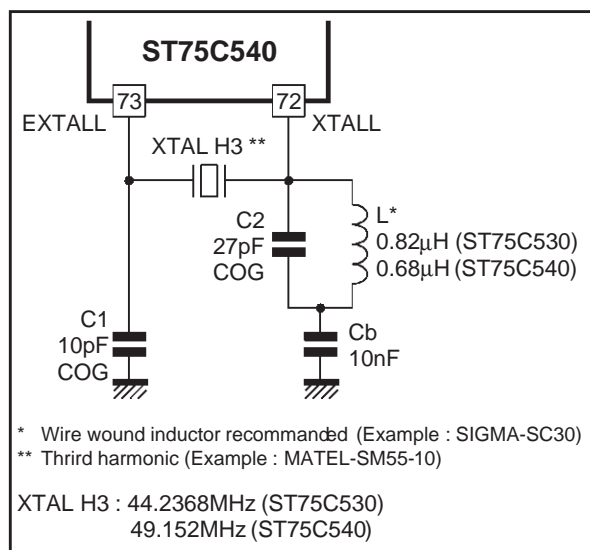 ST75C540
73
72
EXTALL
XTALL
XTAL H3 **
C2
27pF
COG
L*
0.82µH (ST75C530)
0.68µH (ST75C540)
C1
10pF
COG
Cb
10nF
* Wire wound inductor recommanded (Example : SIGMA-SC30)
** Thrird harmonic (Example : MATEL-SM55-10)
XTAL H3 : 44.2368MHz (ST75C530)
49.152MHz (ST75C540)